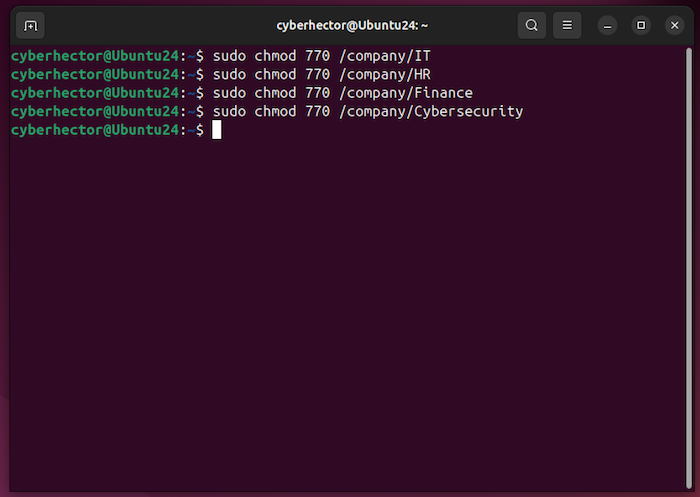 cyberhector@Ubuntu24: ~
cyberhector@Ubuntu24:~$ sudo chmod 770 /company/IT
cyberhector@Ubuntu24:~$ sudo chmod 770 /company/HR
cyberhector@Ubuntu24:~$ sudo chmod 770 /company/Finance
cyberhector@Ubuntu24:~$ sudo chmod 770 /company/Cybersecurity
cyberhector@Ubuntu24:~$